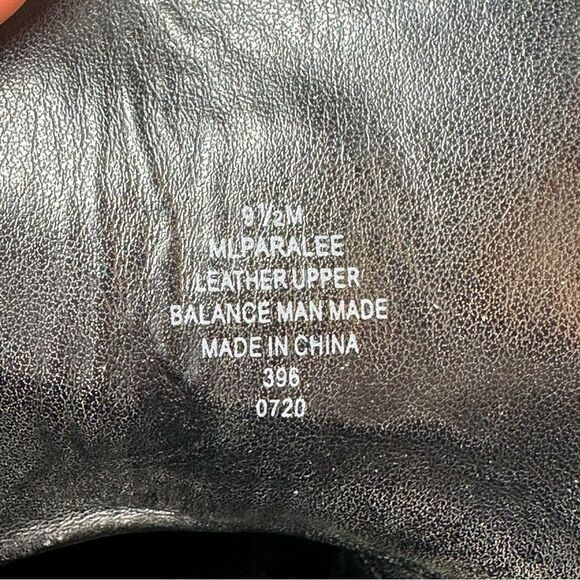 9½M
MLPARALEE
LEATHER UPPER
BALANCE MAN MADE
MADE IN CHINA
396
0720